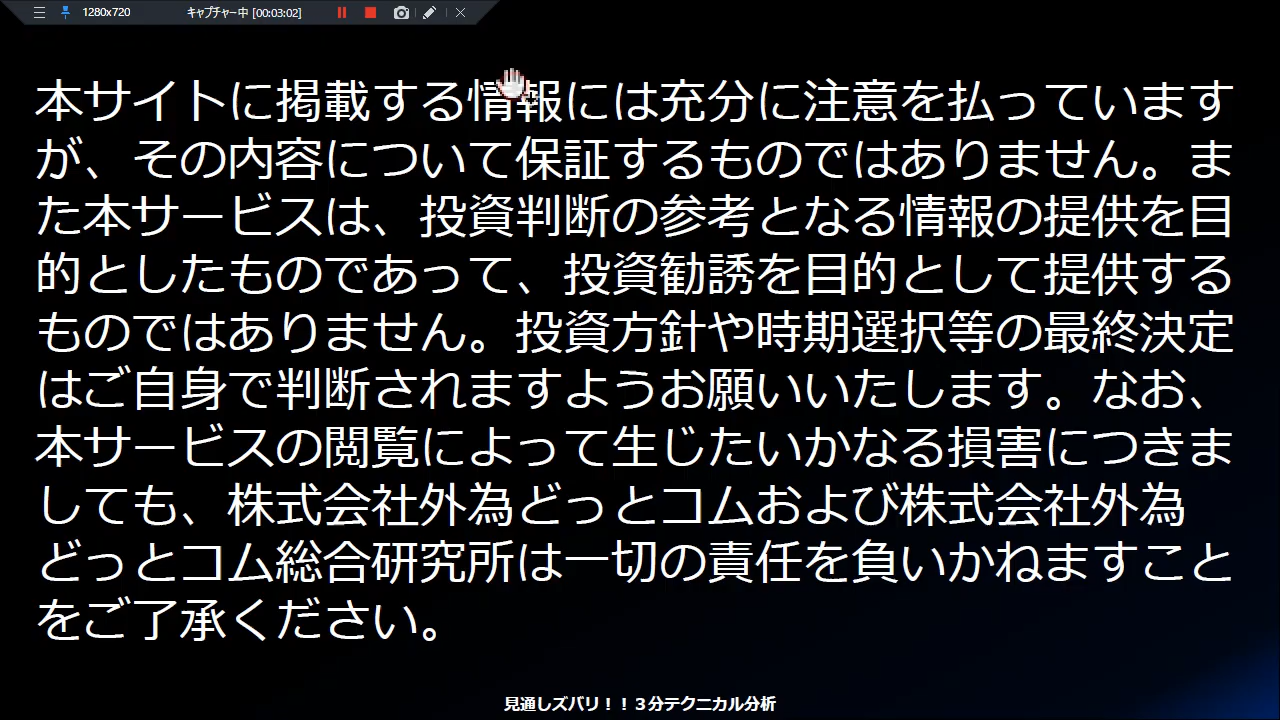 1280x720 キャプチャー中 [00:03:02]
本サイトに掲載する情報には充分に注意を払っています
が、その内容について保証するものではありません。ま
た本サービスは、投資判断の参考となる情報の提供を目
的としたものであって、投資勧誘を目的として提供する
ものではありません。投資方針や時期選択等の最終決定
はご自身で判断されますようお願いいたします。なお、
本サービスの閲覧によって生じたいかなる損害につきま
しても、株式会社外為どっとコムおよび株式会社外為
どっとコム総合研究所は一切の責任を負いかねますこと
をご了承ください。
見通しズバリ！！３分テクニカル分析